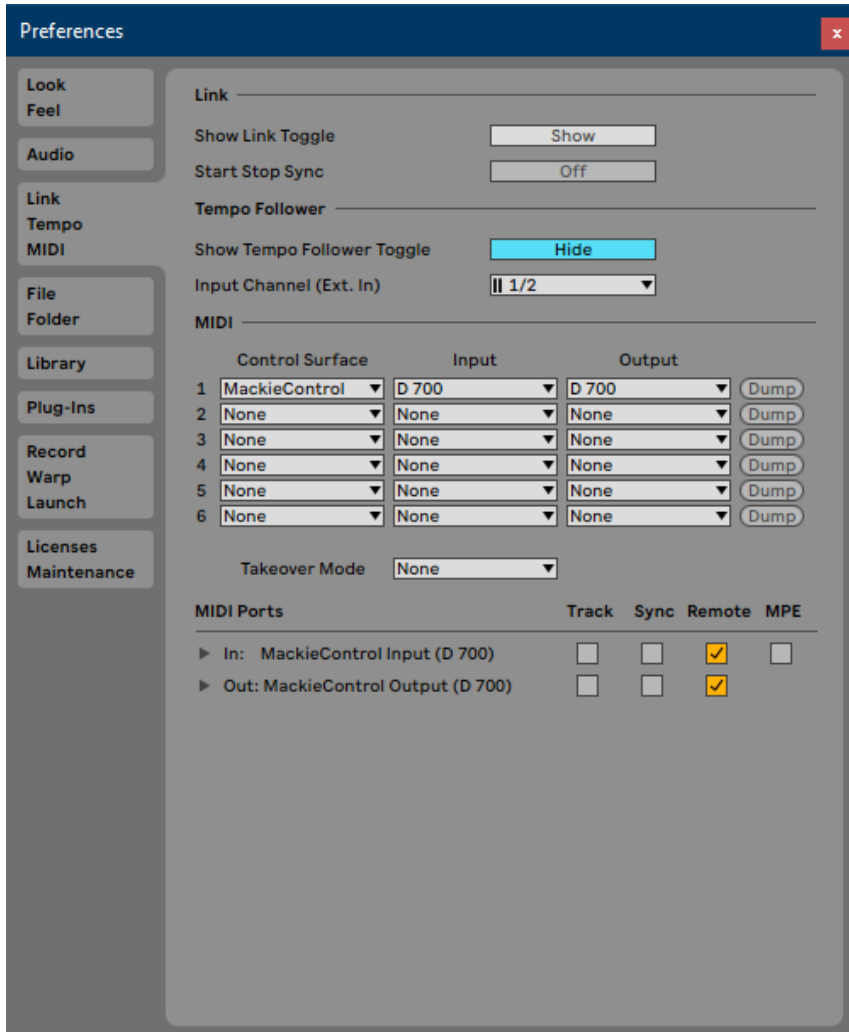 Preferences
x
Look
Feel
Audio
Link
Tempo
MIDI
File
Folder
Library
Plug-Ins
Record
Warp
Launch
Licenses
Maintenance
Link
Show Link Toggle Show
Start Stop Sync Off
Tempo Follower
Show Tempo Follower Toggle Hide
Input Channel (Ext. In) 1/2
MIDI
Control Surface Input Output
1 MackieControl D 700 D 700 Dump
2 None None None Dump
3 None None None Dump
4 None None None Dump
5 None None None Dump
6 None None None Dump
Takeover Mode None
MIDI Ports Track Sync Remote MPE
In: MackieControl Input (D 700)
Out: MackieControl Output (D 700)